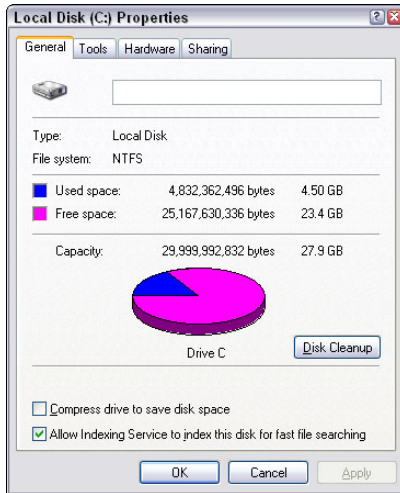 Local Disk (C:) Properties
General Tools Hardware Sharing
Type: Local Disk
File system: NTFS
Used space: 4,832,362,496 bytes 4.50 GB
Free space: 25,167,630,336 bytes 23.4 GB
Capacity: 29,999,992,832 bytes 27.9 GB
Drive C
Disk Cleanup
Compress drive to save disk space
Allow Indexing Service to index this disk for fast file searching
OK Cancel Apply